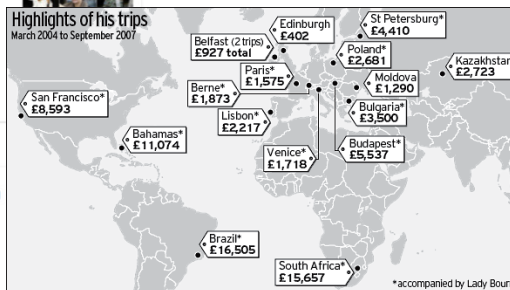 Highlights of his trips
March 2004 to September 2007
Edinburgh
£402
St Petersburg*
£4,410
Belfast (2 trips)
£927 total
Poland*
£2,681
Kazakhstan
£2,723
Paris*
£1,575
Moldova
£1,290
Berne*
£1,873
San Francisco*
£8,593
Bulgaria*
£3,500
Lisbon*
£2,217
Bahamas*
£11,074
Venice*
£1,718
Budapest*
£5,537
Brazil*
£16,505
South Africa*
£15,657
*accompanied by Lady Bourn